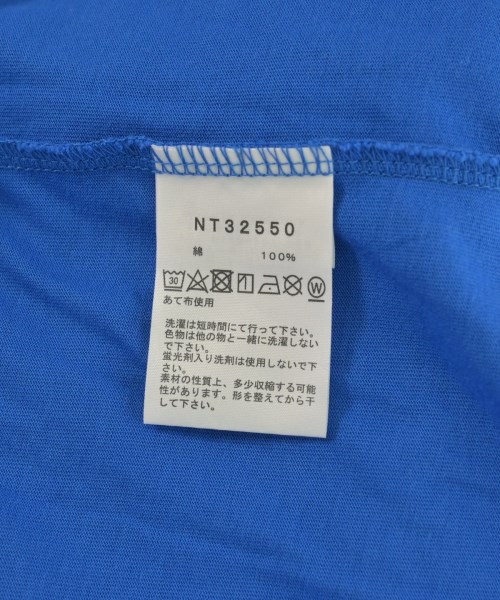 NT32550
綿 100%
30 W
あて布使用
洗濯は短時間にて行って下さい。
色物は他の物と一緒に洗濯しない
で下さい。
蛍光剤入り洗剤は使用しないで下
さい。
素材の性質上、多少収縮する可能
性があります。形を整えてから干
して下さい。